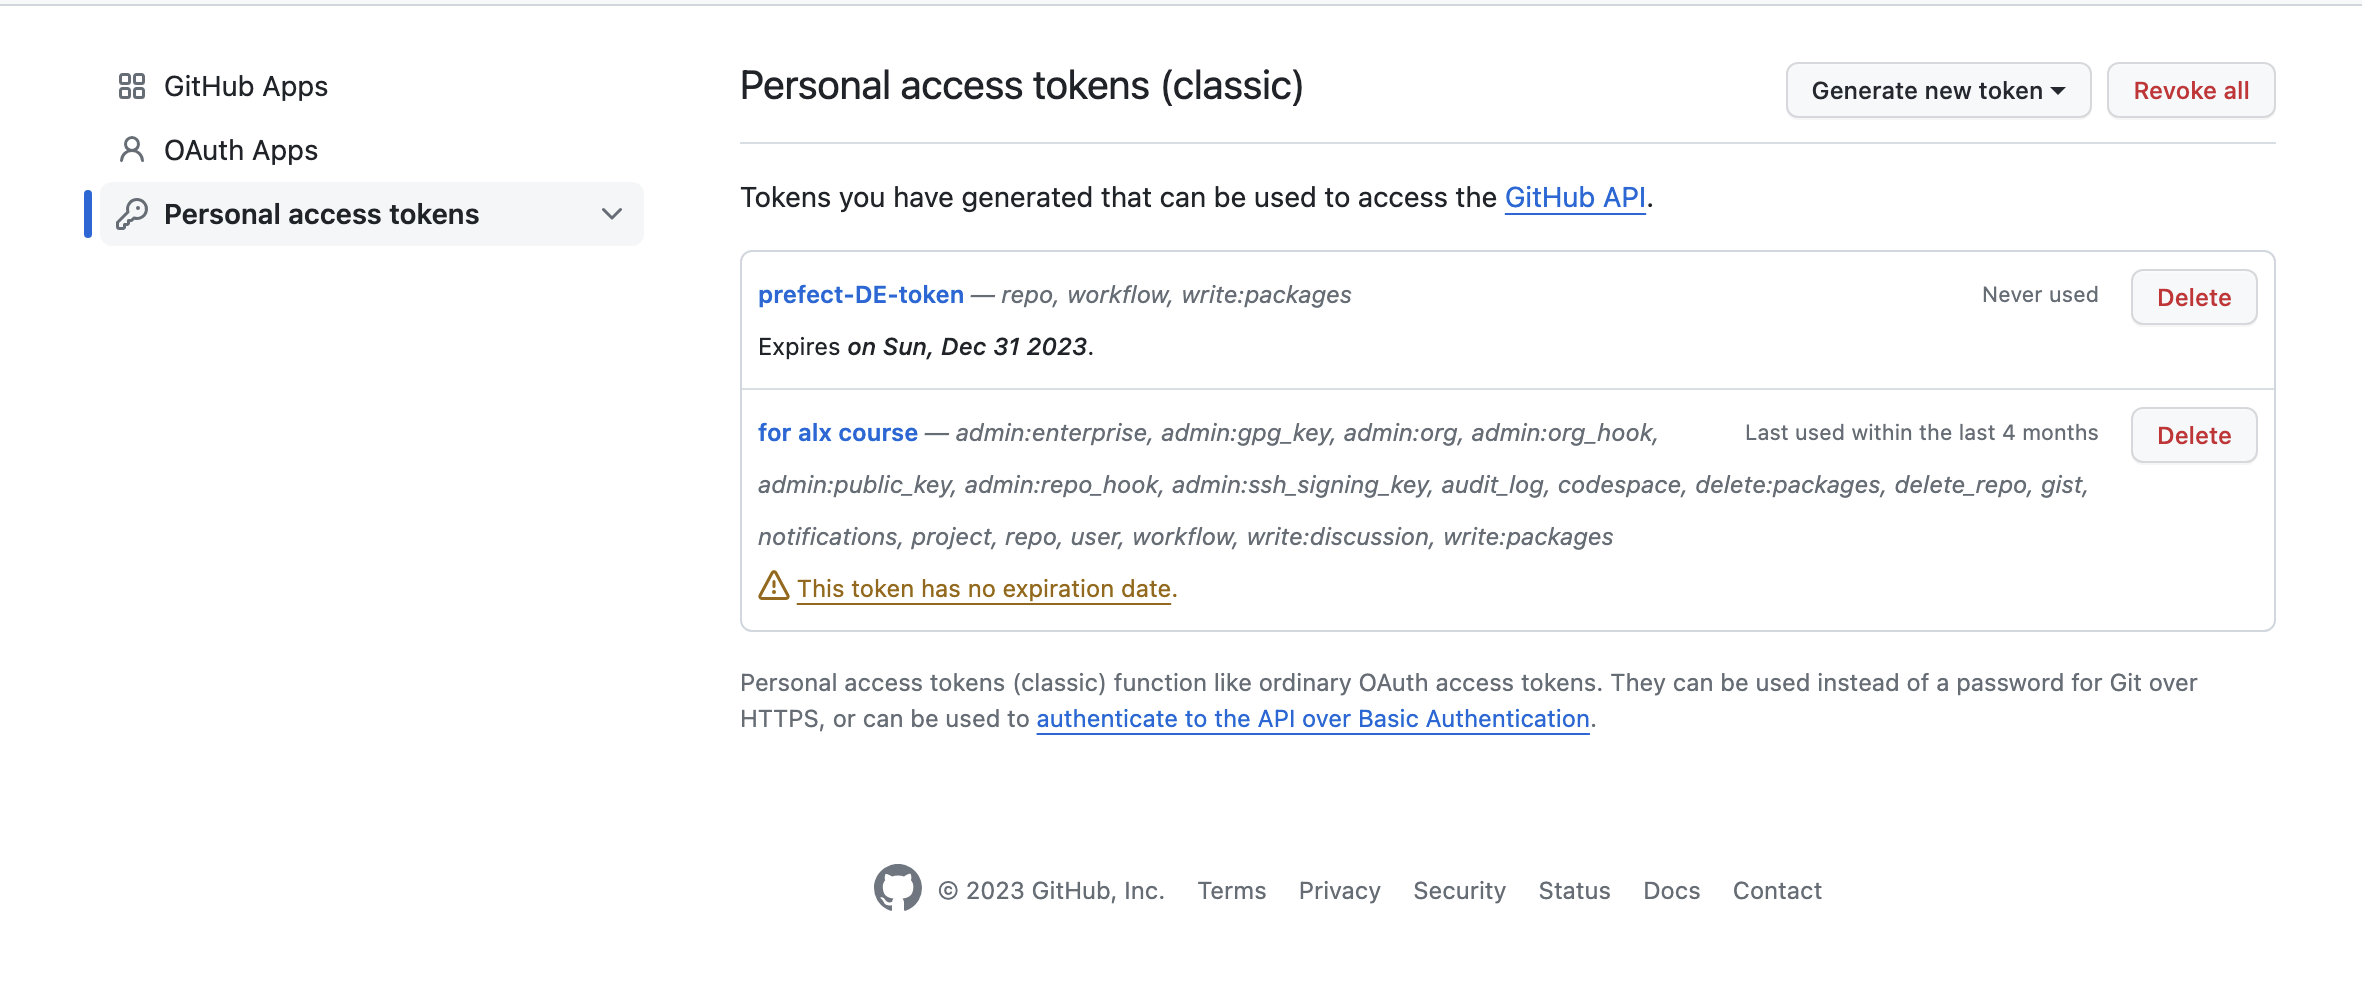 GitHub Apps
OAuth Apps
Personal access tokens
Personal access tokens (classic)
Generate new token
Revoke all
Tokens you have generated that can be used to access the GitHub API.
prefect-DE-token — repo, workflow, write:packages
Never used
Delete
Expires on Sun, Dec 31 2023.
for alx course — admin:enterprise, admin:gpg_key, admin:org, admin:org_hook,
Last used within the last 4 months
Delete
admin:public_key, admin:repo_hook, admin:ssh_signing_key, audit_log, codespace, delete:packages, delete_repo, gist,
notifications, project, repo, user, workflow, write:discussion, write:packages
This token has no expiration date.
Personal access tokens (classic) function like ordinary OAuth access tokens. They can be used instead of a password for Git over
HTTPS, or can be used to authenticate to the API over Basic Authentication.
© 2023 GitHub, Inc.
Terms
Privacy
Security
Status
Docs
Contact